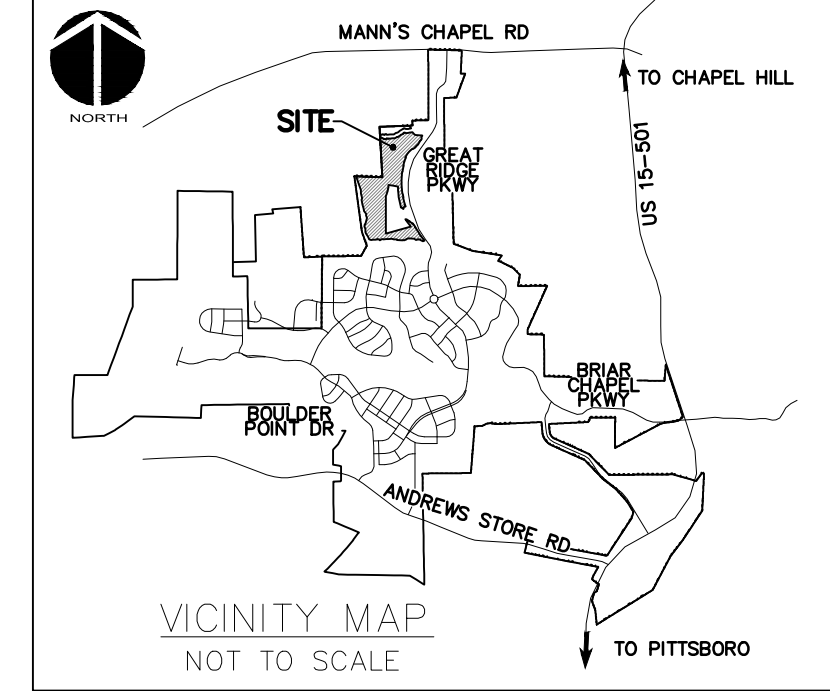 MANN'S CHAPEL RD
TO CHAPEL HILL
NORTH
SITE
GREAT
RIDGE
PKWY
US 15-501
BRIAR
CHAPEL
PKWY
BOULDER
POINT DR
ANDREWS STORE RD
VICINITY MAP
NOT TO SCALE
TO PITTSBORO